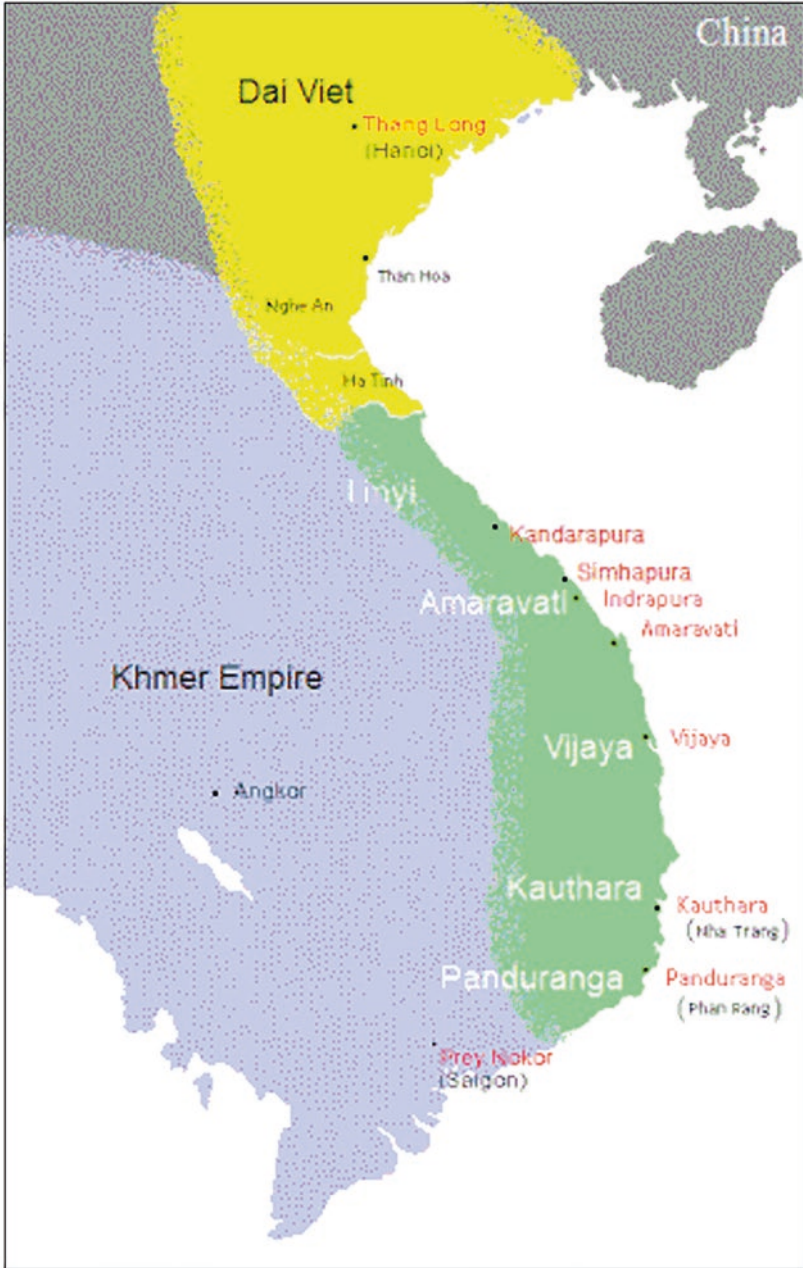 China
Dai Viet
Thang Long
(Hanoi)
Than Hoa
Nghe An
Ha Tinh
Linyi
Kandarapura
Simhapura
Amaravati
Indrapura
Amaravati
Khmer Empire
Vijaya
Vijaya
Angkor
Kauthara
Kauthara
(Nha Trang)
Panduranga
Panduranga
(Phan Rang)
Prey Nokor
(Saigon)